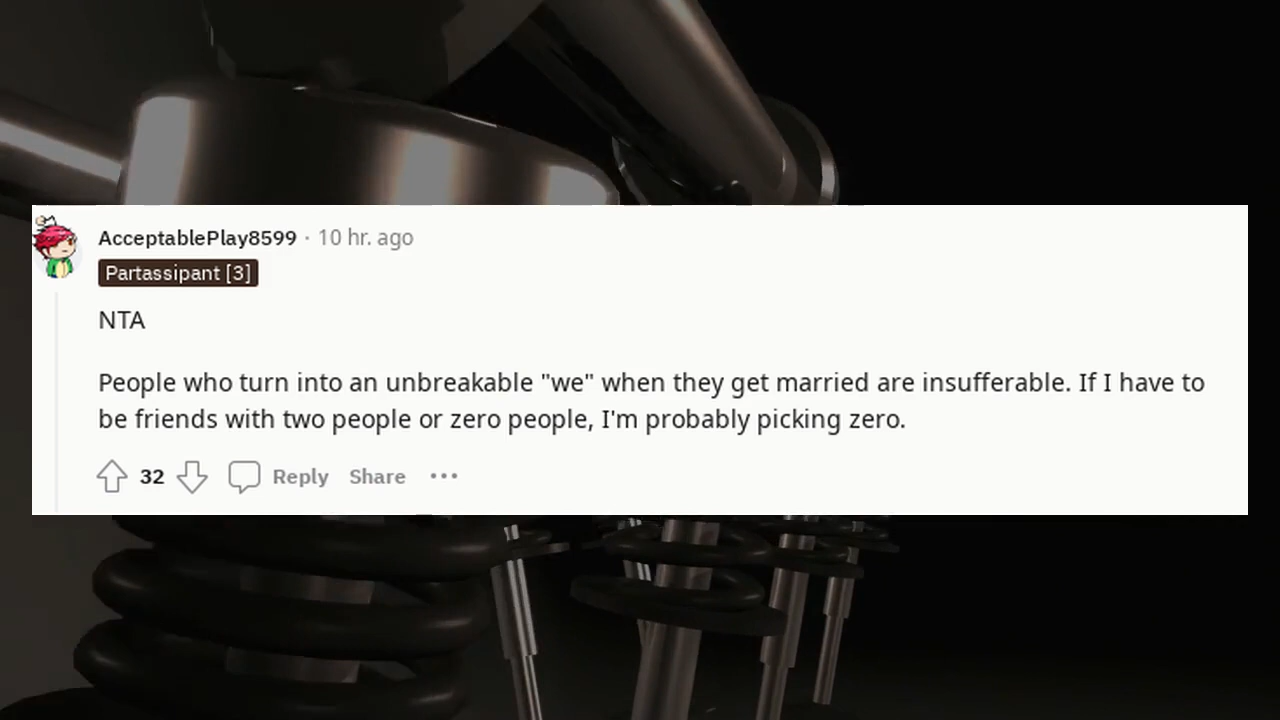 AcceptablePlay8599 · 10 hr. ago
Partassipant [3]
NTA
People who turn into an unbreakable "we" when they get married are insufferable. If I have to
be friends with two people or zero people, I'm probably picking zero.
32 Reply Share ···